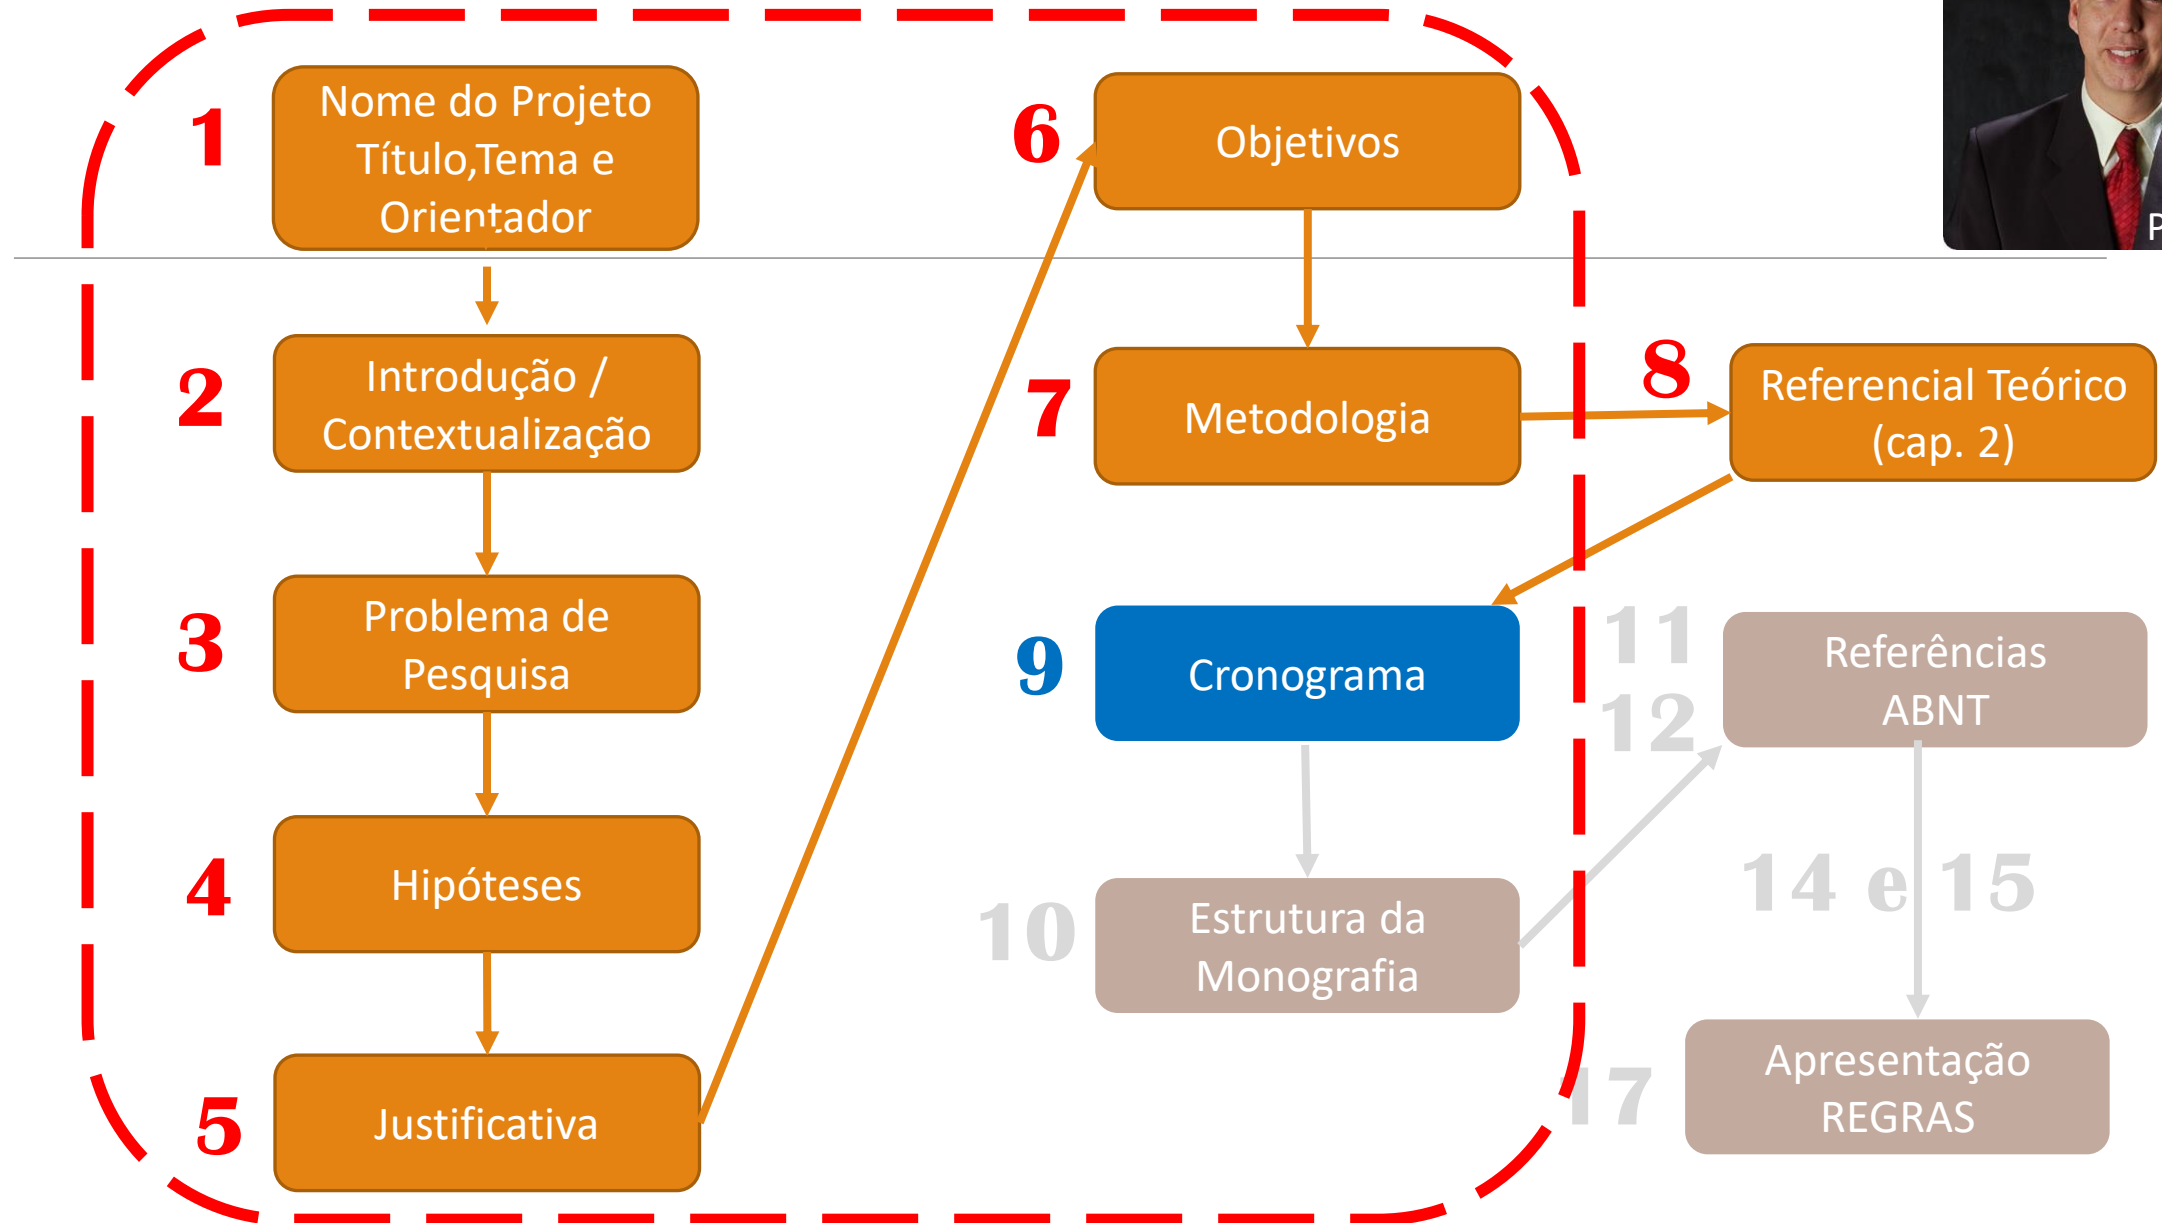 1
Nome do Projeto
Título,Tema e
Orientador
2
Introdução /
Contextualização
3
Problema de
Pesquisa
4
Hipóteses
5
Justificativa
6
Objetivos
7
Metodologia
8
Referencial Teórico
(cap. 2)
9
Cronograma
10
Estrutura da
Monografia
11
12
Referências
ABNT
14 e 15
17
Apresentação
REGRAS